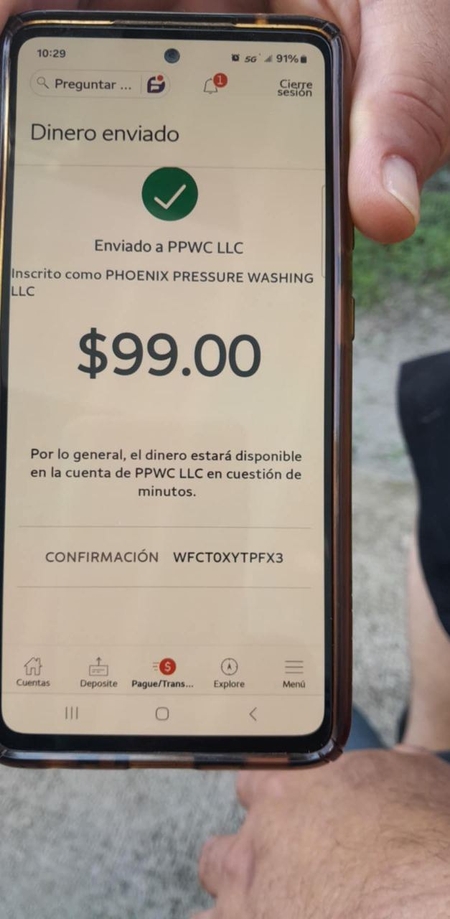 10:29
5G
91%
Preguntar ...
1
Cierre
sesión
Dinero enviado
Enviado a PPWC LLC
Inscrito como PHOENIX PRESSURE WASHING
LLC
$99.00
Por lo general, el dinero estará disponible
en la cuenta de PPWC LLC en cuestión de
minutos.
CONFIRMACIÓN WFCT0XYTPFX3
$
Cuentas Deposite Pague/Trans... Explore Menú